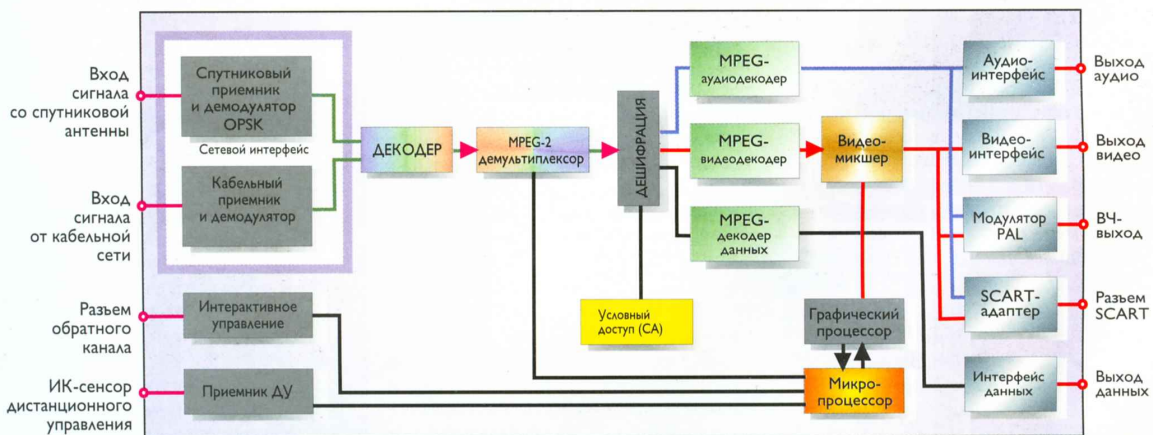 Вход
сигнала
со спутниковой
антенны
Вход
сигнала
от кабельной
сети
Разъем
обратного
канала
ИК-сенсор
дистанционного
управления
Спутниковый
приемник
и демодулятор
OPSK
Сетевой интерфейс
Кабельный
приемник
и демодулятор
Интерактивное
управление
Приемник ДУ
ДЕКОДЕР
MPEG-2
демультиплексор
ДЕШИФРАЦИЯ
Условный
доступ (CA)
MPEG-
аудиодекодер
MPEG-
видеодекодер
MPEG-
декодер
данных
Видео-
микшер
Графический
процессор
Микро-
процессор
Аудио-
интерфейс
Видео-
интерфейс
Модулятор
PAL
SCART-
адаптер
Интерфейс
данных
Выход
аудио
Выход
видео
ВЧ-
выход
Разъем
SCART
Выход
данных